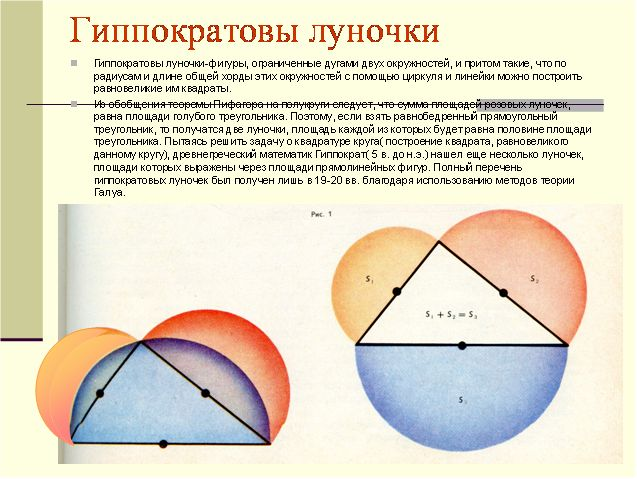 Гиппократовы луночки
Гиппократовы луночки-фигуры, ограниченные дугами двух окружностей, и притом такие, что по
радиусам и длине общей хорды этих окружностей с помощью циркуля и линейки можно построить
равновеликие им квадраты.
Из обобщения теоремы Пифагора на полукруги следует, что сумма площадей розовых луночек,
равна площади голубого треугольника. Поэтому, если взять равнобедренный прямоугольный
треугольник, то получатся две луночки, площадь каждой из которых будет равна половине площади
треугольника. Пытаясь решить задачу о квадратуре круга( построение квадрата, равновеликого
данному кругу), древнегреческий математик Гиппократ( 5 в. до н.э.) нашел еще несколько луночек,
площади которых выражены через площади прямолинейных фигур. Полный перечень
гиппократовых луночек был получен лишь в 19-20 вв. благодаря использованию методов теории
Галуа.
Рис. 1
S₁
S₂
S₁ + S₂ = S₃
S₃